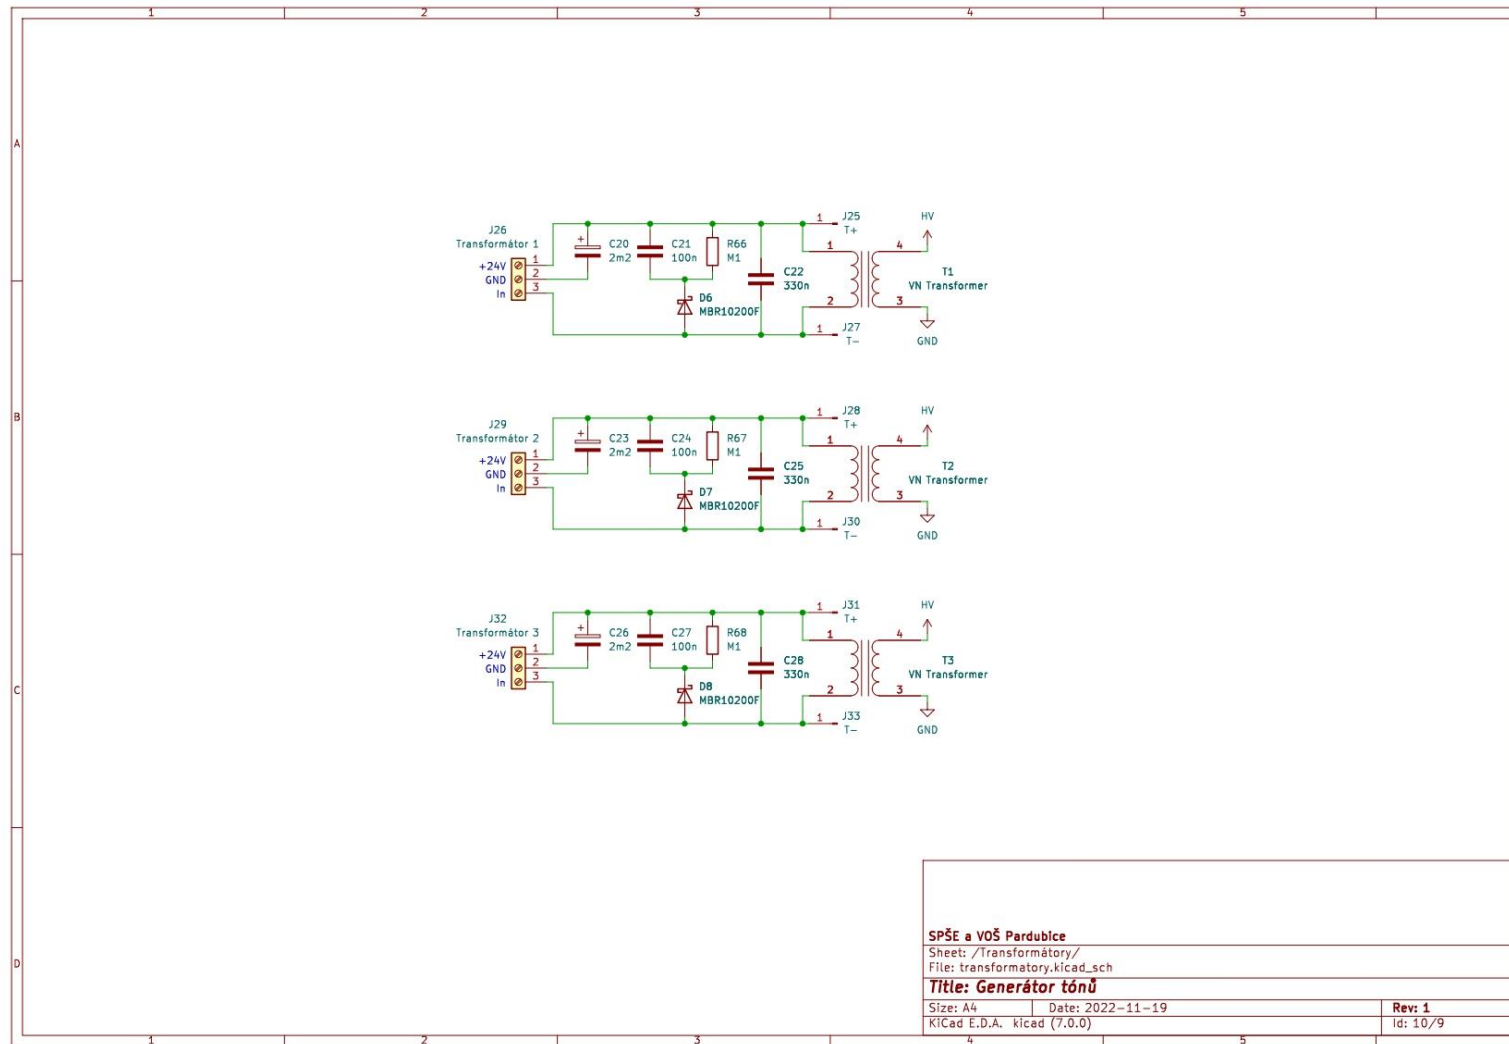 1 2 3 4 5
A
B
C
D
J26
Transformátor 1
+24V 1
GND 2
In 3
C20
2m2
C21
100n
R66
M1
D6
MBR10200F
C22
330n
1 J25
T+
1 J27
T-
1
2
4
3
HV
T1
VN Transformer
GND
J29
Transformátor 2
+24V 1
GND 2
In 3
C23
2m2
C24
100n
R67
M1
D7
MBR10200F
C25
330n
1 J28
T+
1 J30
T-
1
2
4
3
HV
T2
VN Transformer
GND
J32
Transformátor 3
+24V 1
GND 2
In 3
C26
2m2
C27
100n
R68
M1
D8
MBR10200F
C28
330n
1 J31
T+
1 J33
T-
1
2
4
3
HV
T3
VN Transformer
GND
SPŠE a VOŠ Pardubice
Sheet: /Transformátory/
File: transformatory.kicad_sch
Title: Generátor tónů
Size: A4 Date: 2022-11-19 Rev: 1
KiCad E.D.A. kicad (7.0.0) Id: 10/9
1 2 3 4 5